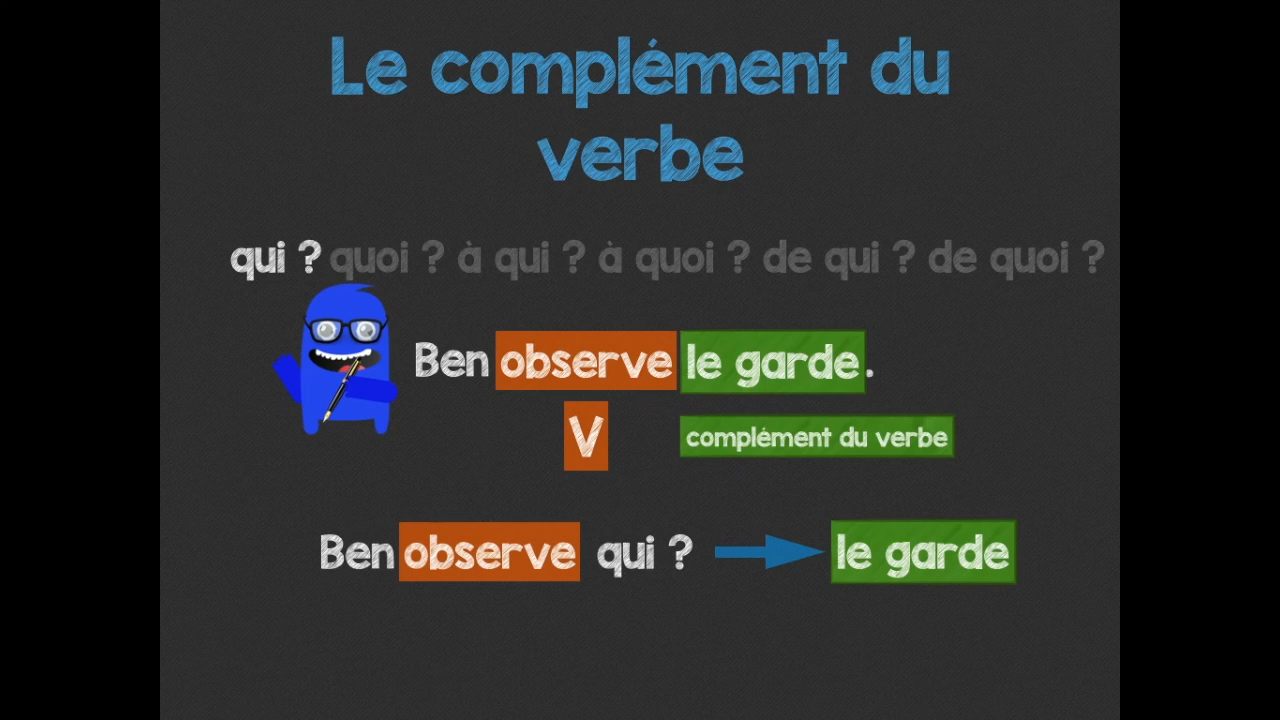 Le complément du
verbe
qui ? quoi ? à qui ? à quoi ? de qui ? de quoi ?
Ben observe le garde.
V complément du verbe
Ben observe qui ? le garde